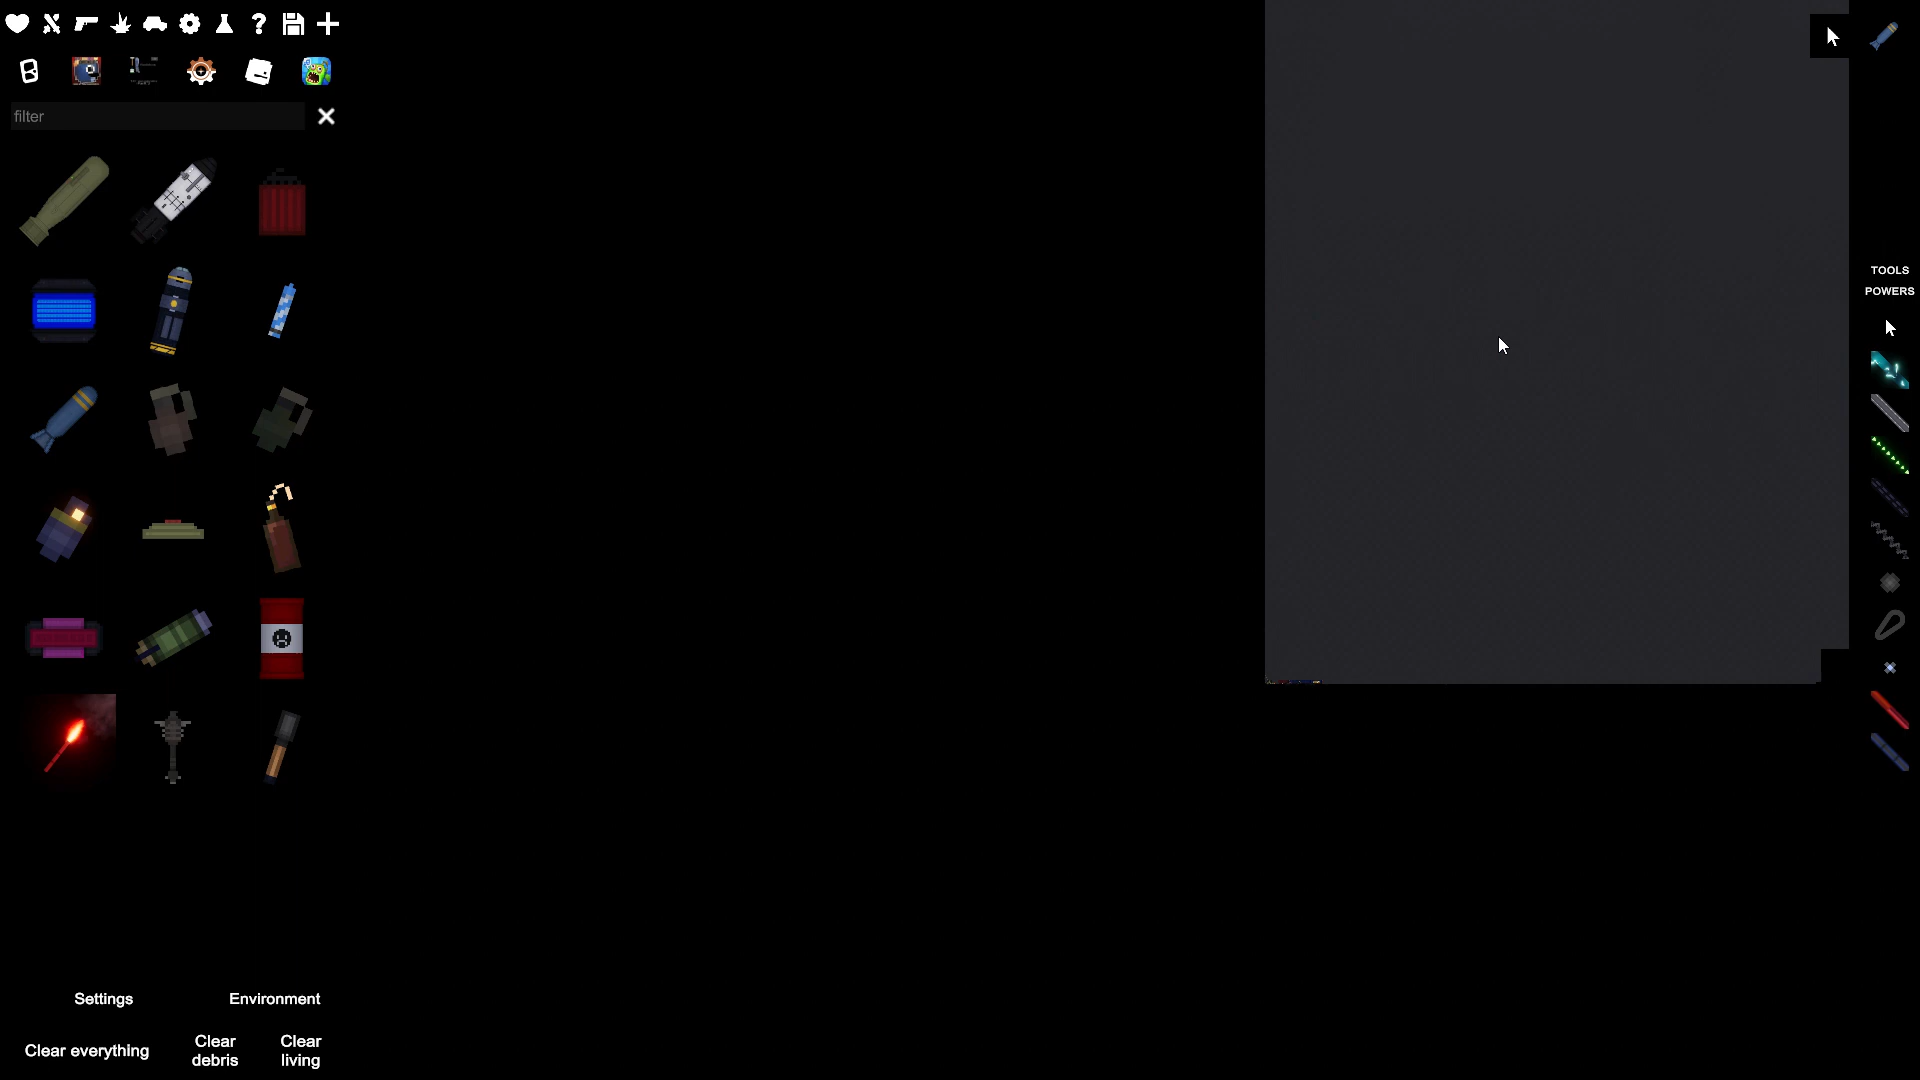 filter
TOOLS
POWERS
Settings
Environment
Clear everything
Clear
debris
Clear
living